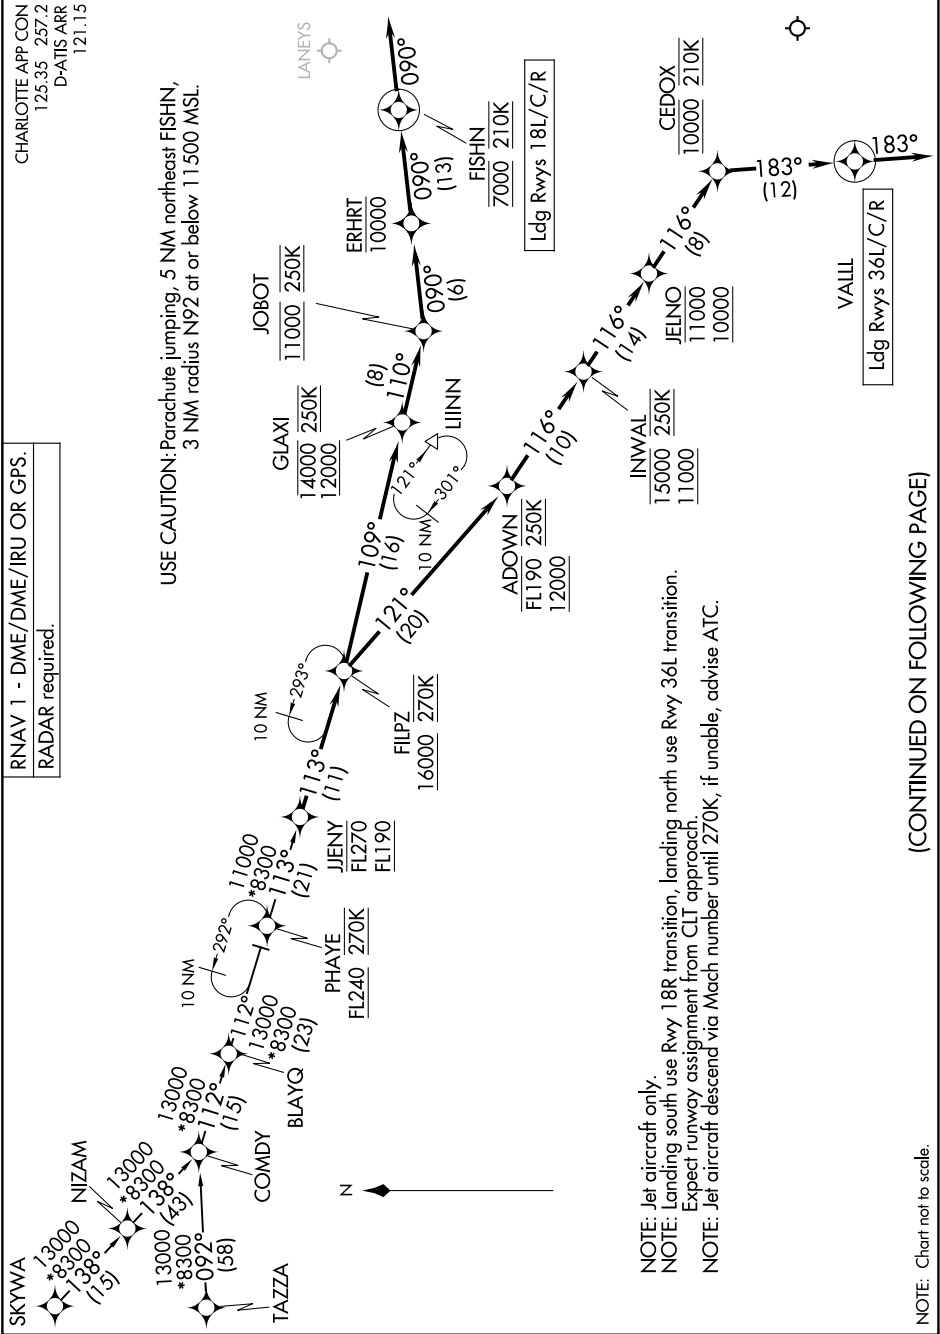 CHARLOTTE APP CON
125.35 257.2
D-ATIS ARR
121.15
RNAV 1 - DME/DME/IRU OR GPS.
RADAR required.
USE CAUTION: Parachute jumping, 5 NM northeast FISHN,
3 NM radius N92 at or below 11500 MSL.
LANEYS
SKYWA
13000
*8300
138°
(15)
NIZAM
13000
*8300
138°
(43)
TAZZA
13000
*8300
092°
(58)
COMDY
13000
*8300
112°
(15)
BLAYQ
112°
13000
*8300
(23)
10 NM
292°
PHAYE
FL240 270K
11000
*8300
113°
(21)
JJENY
FL270
FL190
113°
(11)
10 NM
293°
FILPZ
16000 270K
109°
(16)
GLAXI
14000 250K
12000
(8)
110°
JOBOT
11000 250K
090°
(6)
ERHRT
10000
090°
(13)
FISHN
7000 210K
Ldg Rwys 18L/C/R
090°
LIINN
121°
301°
10 NM
121°
(20)
ADOWN
FL190 250K
12000
116°
(10)
INWAL
15000 250K
11000
116°
(14)
JELNO
11000
10000
116°
(8)
CEDOX
10000 210K
183°
(12)
VALLL
Ldg Rwys 36L/C/R
183°
N
NOTE: Jet aircraft only.
NOTE: Landing south use Rwy 18R transition, landing north use Rwy 36L transition.
Expect runway assignment from CLT approach.
NOTE: Jet aircraft descend via Mach number until 270K, if unable, advise ATC.
(CONTINUED ON FOLLOWING PAGE)
NOTE: Chart not to scale.